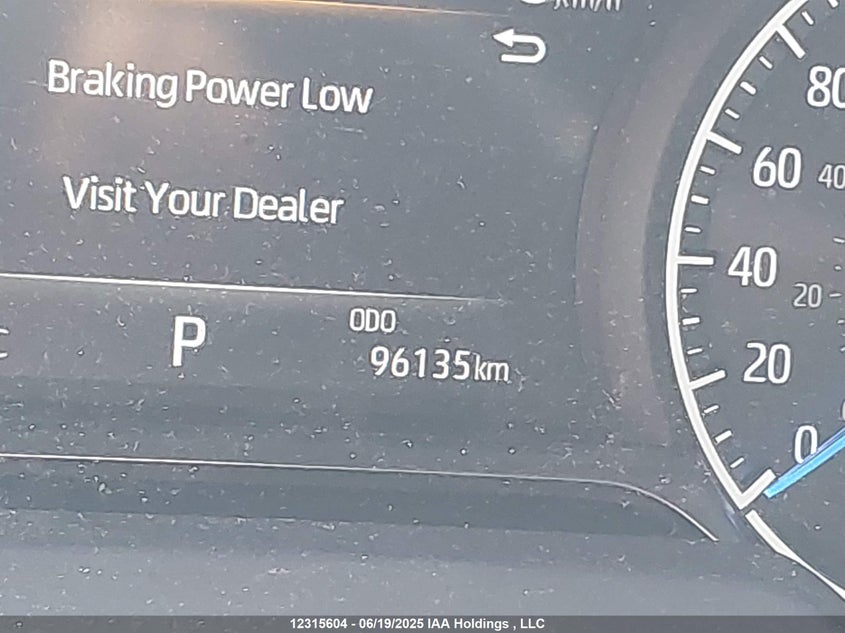 km/h
Braking Power Low
Visit Your Dealer
P
ODO
96135km
80
60
40
40
20
20
0
12315604 - 06/19/2025 IAA Holdings , LLC